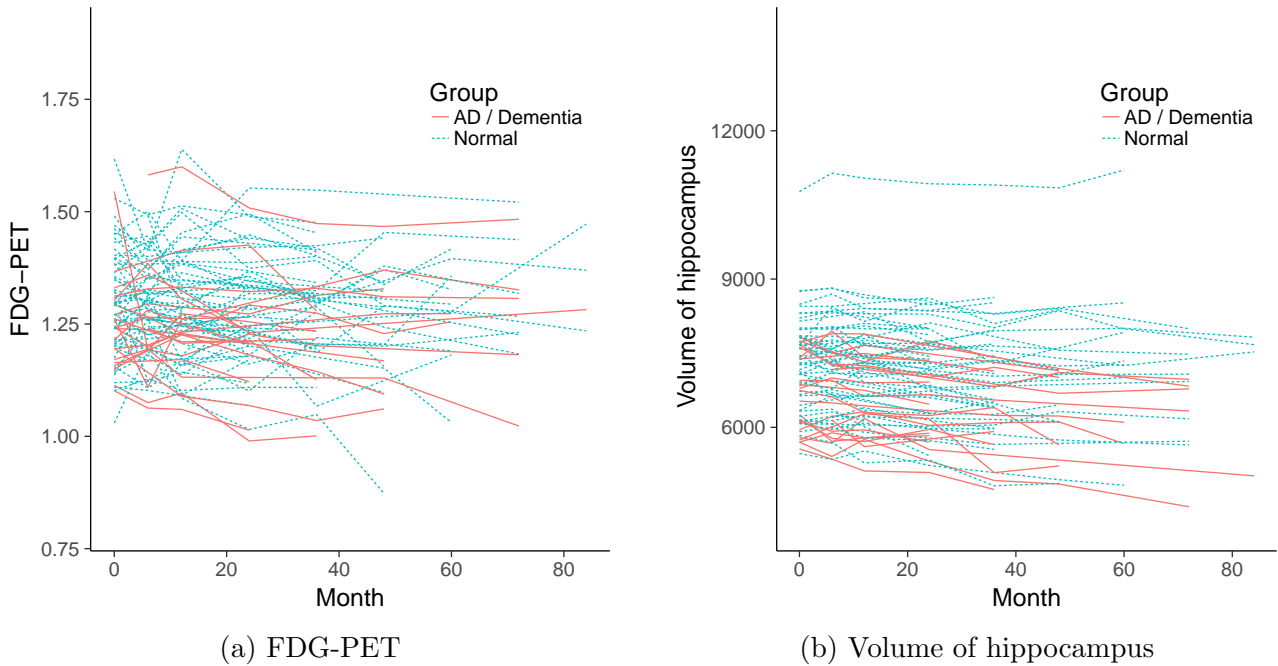 1.75
1.50
1.25
1.00
0.75
FDG−PET
0 20 40 60 80
Month
Group
AD / Dementia
Normal
(a) FDG-PET
12000
9000
6000
Volume of hippocampus
0 20 40 60 80
Month
Group
AD / Dementia
Normal
(b) Volume of hippocampus